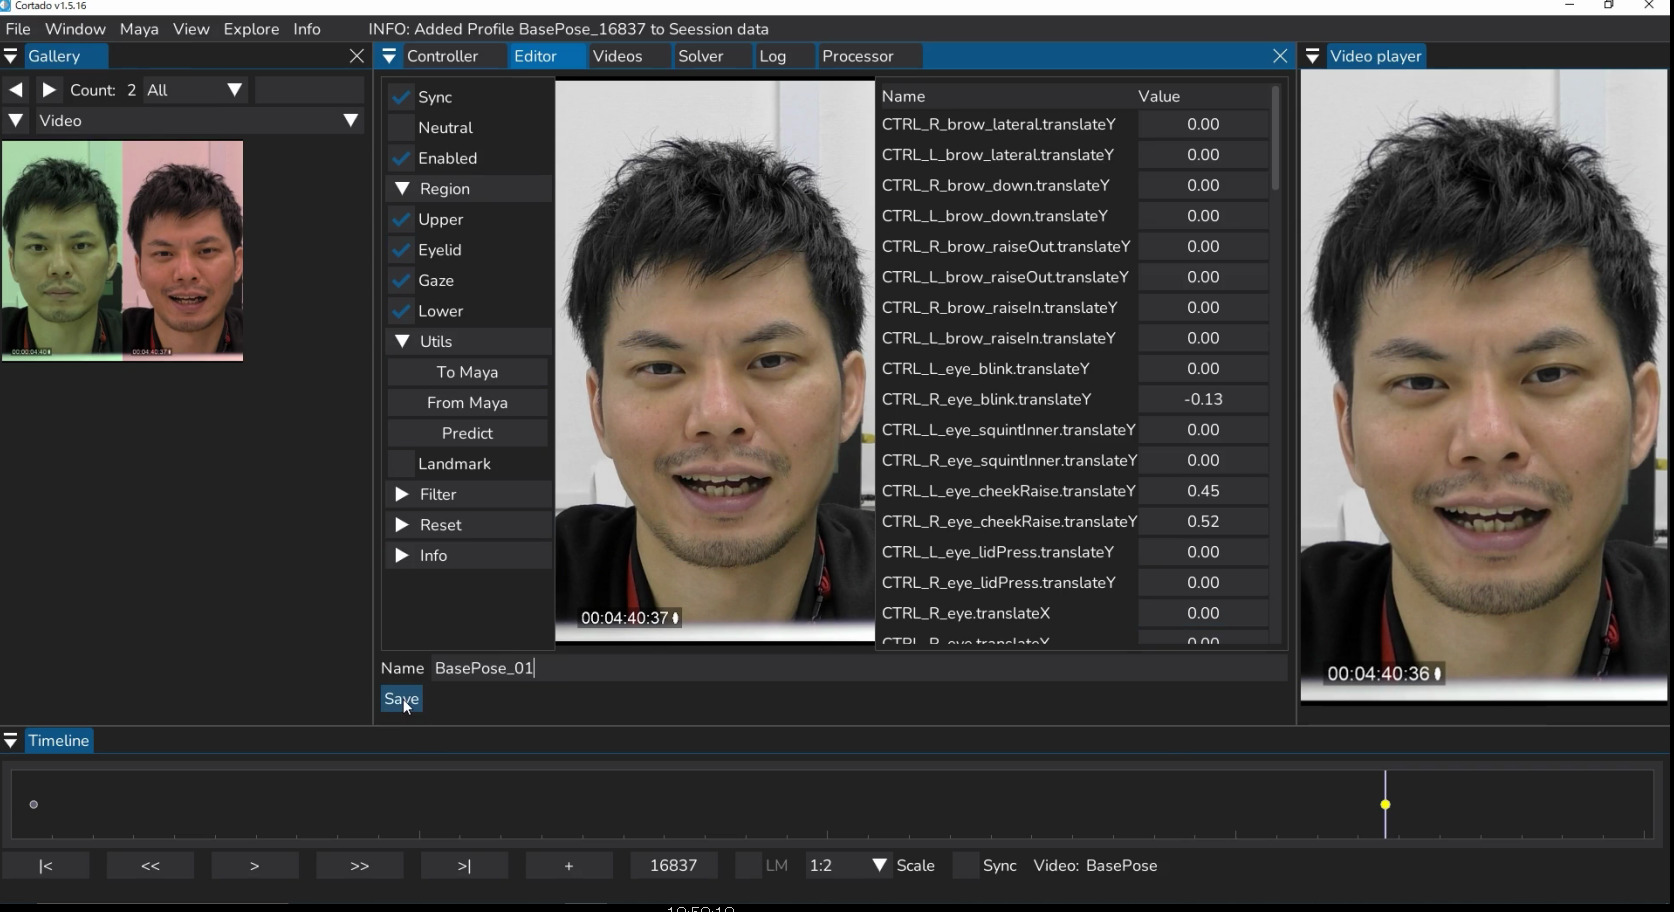 Cortado v1.5.16
File Window Maya View Explore Info INFO: Added Profile BasePose_16837 to Seession data
Gallery
Controller Editor Videos Solver Log Processor
Video player
Count: 2 All
Video
00:00:04:40
00:04:40:37
Sync
Neutral
Enabled
Region
Upper
Eyelid
Gaze
Lower
Utils
To Maya
From Maya
Predict
Landmark
Filter
Reset
Info
00:04:40:37
Name Value
CTRL_R_brow_lateral.translateY 0.00
CTRL_L_brow_lateral.translateY 0.00
CTRL_R_brow_down.translateY 0.00
CTRL_L_brow_down.translateY 0.00
CTRL_R_brow_raiseOut.translateY 0.00
CTRL_L_brow_raiseOut.translateY 0.00
CTRL_R_brow_raiseIn.translateY 0.00
CTRL_L_brow_raiseIn.translateY 0.00
CTRL_L_eye_blink.translateY 0.00
CTRL_R_eye_blink.translateY -0.13
CTRL_L_eye_squintInner.translateY 0.00
CTRL_R_eye_squintInner.translateY 0.00
CTRL_L_eye_cheekRaise.translateY 0.45
CTRL_R_eye_cheekRaise.translateY 0.52
CTRL_L_eye_lidPress.translateY 0.00
CTRL_R_eye_lidPress.translateY 0.00
CTRL_R_eye.translateX 0.00
00:04:40:36
Name BasePose_01
Save
Timeline
|< << > >> >| + 16837 LM 1:2 Scale Sync Video: BasePose